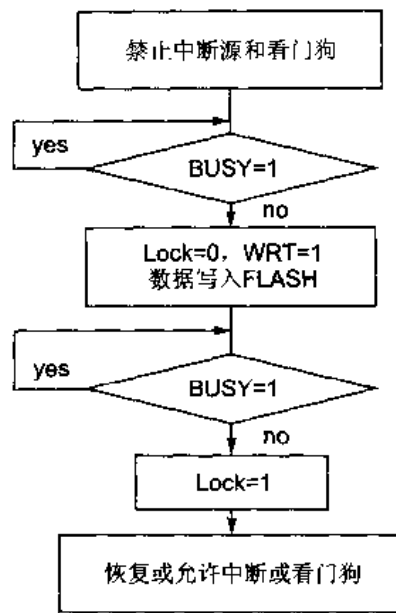 禁止中断源和看门狗
yes
BUSY=1
no
Lock=0，WRT=1
数据写入FLASH
yes
BUSY=1
no
Lock=1
恢复或允许中断或看门狗